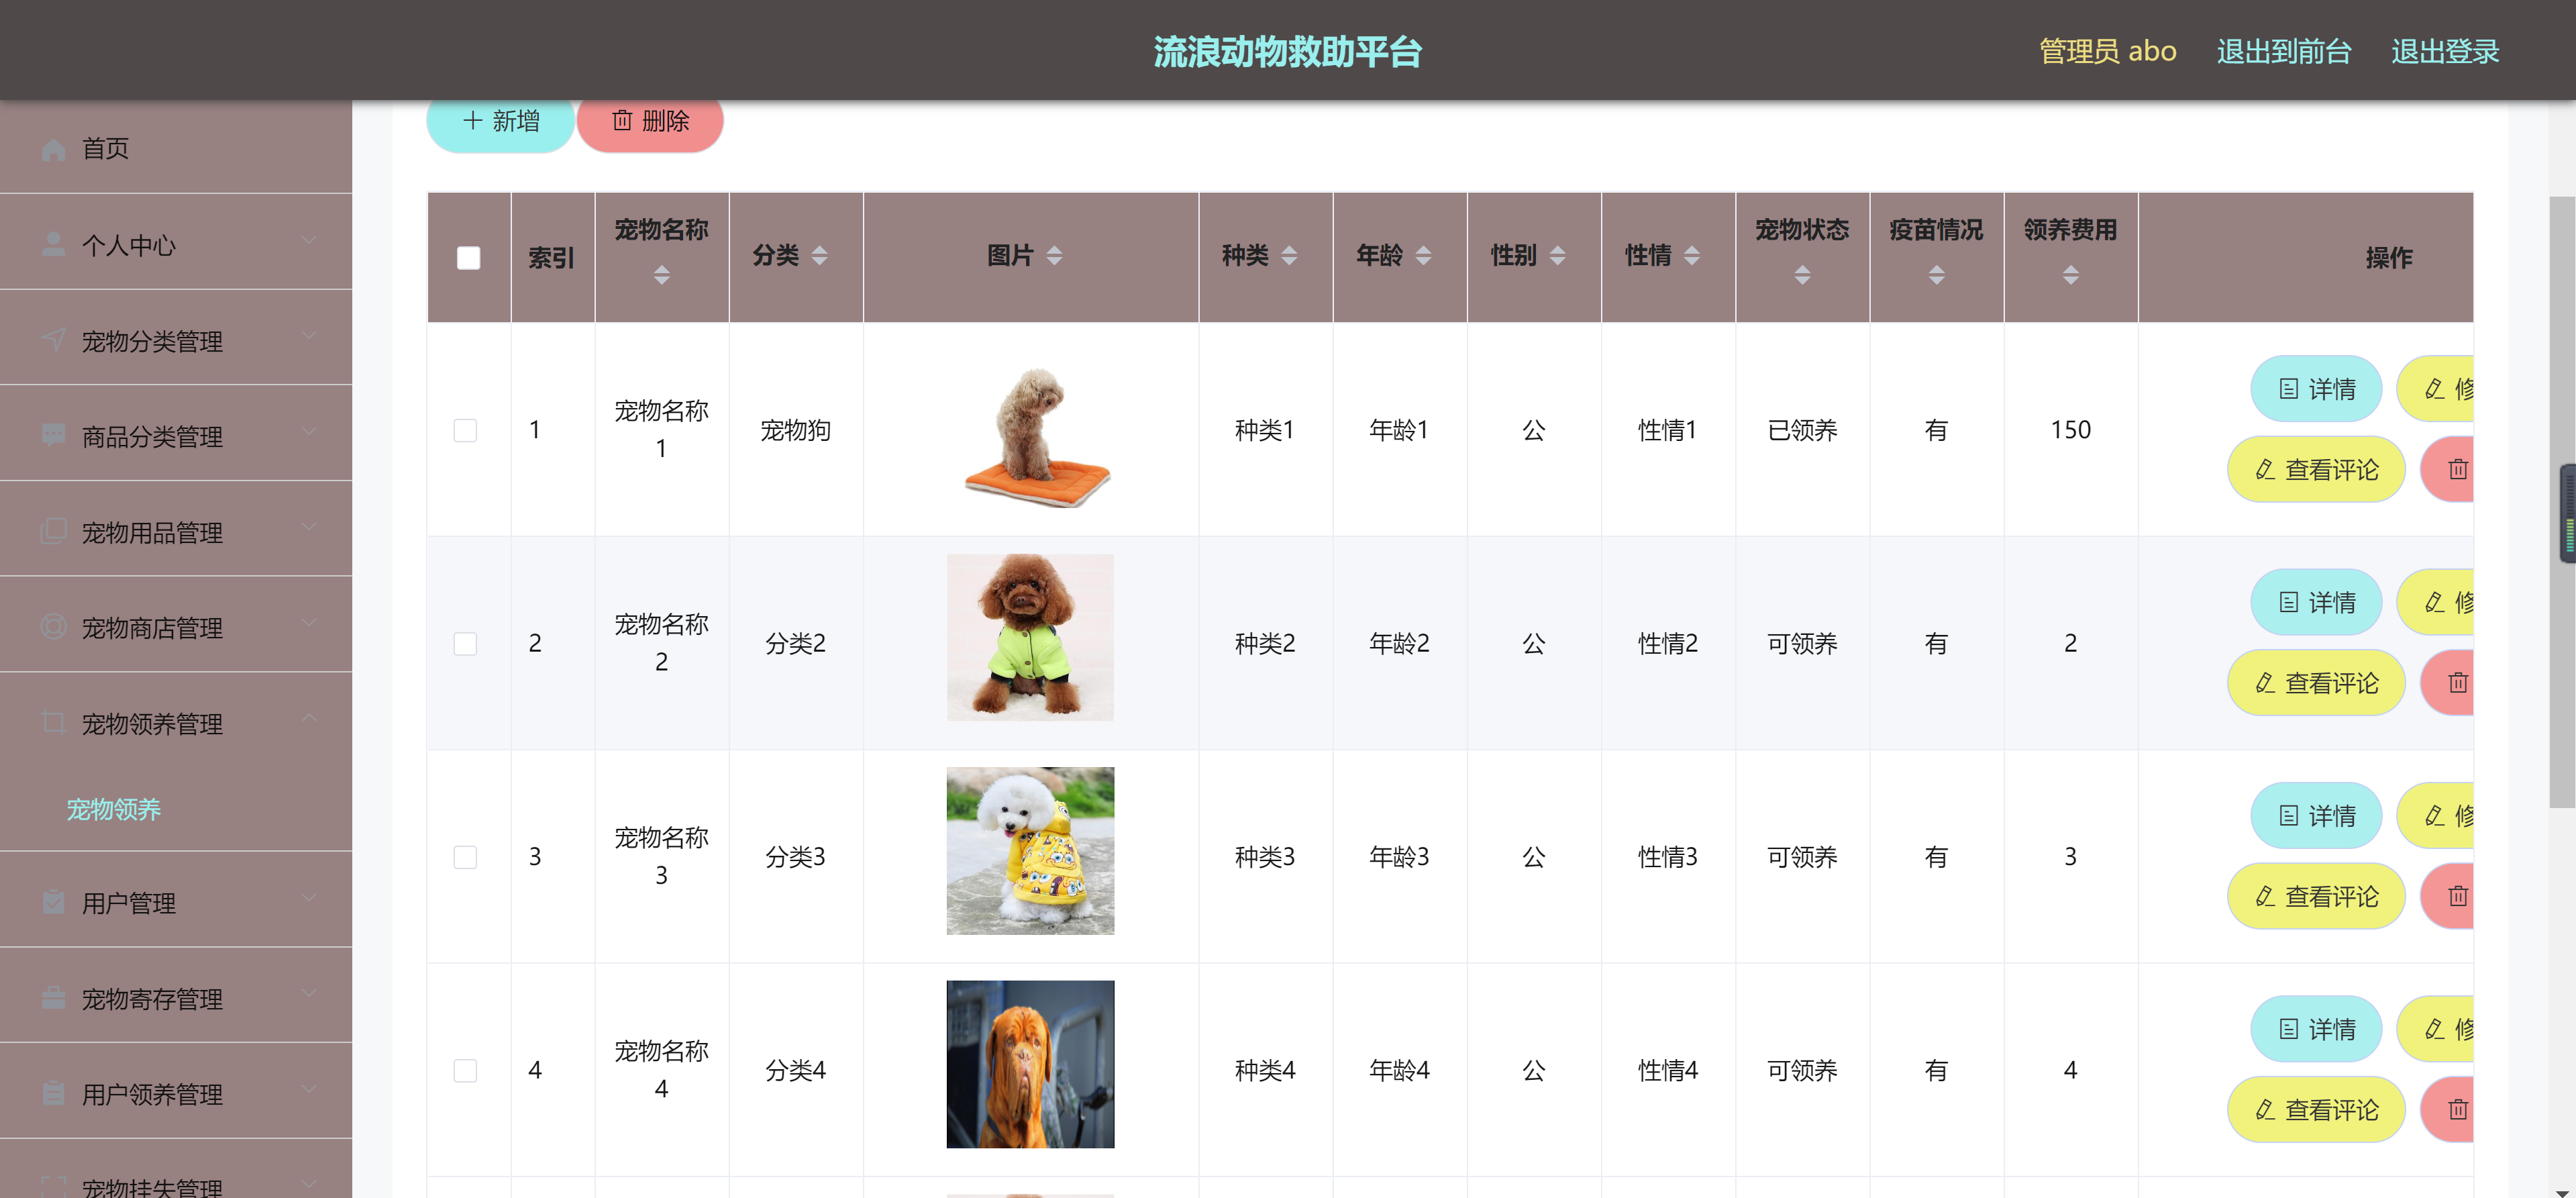 流浪动物救助平台
管理员 abo
退出到前台
退出登录
首页
个人中心
宠物分类管理
商品分类管理
宠物用品管理
宠物商店管理
宠物领养管理
宠物领养
用户管理
宠物寄存管理
用户领养管理
宠物挂失管理
新增
删除
索引
宠物名称
分类
图片
种类
年龄
性别
性情
宠物状态
疫苗情况
领养费用
操作
1
宠物名称
1
宠物狗
种类1
年龄1
公
性情1
已领养
有
150
详情
修
查看评论
2
宠物名称
2
分类2
种类2
年龄2
公
性情2
可领养
有
2
详情
修
查看评论
3
宠物名称
3
分类3
种类3
年龄3
公
性情3
可领养
有
3
详情
修
查看评论
4
宠物名称
4
分类4
种类4
年龄4
公
性情4
可领养
有
4
详情
修
查看评论